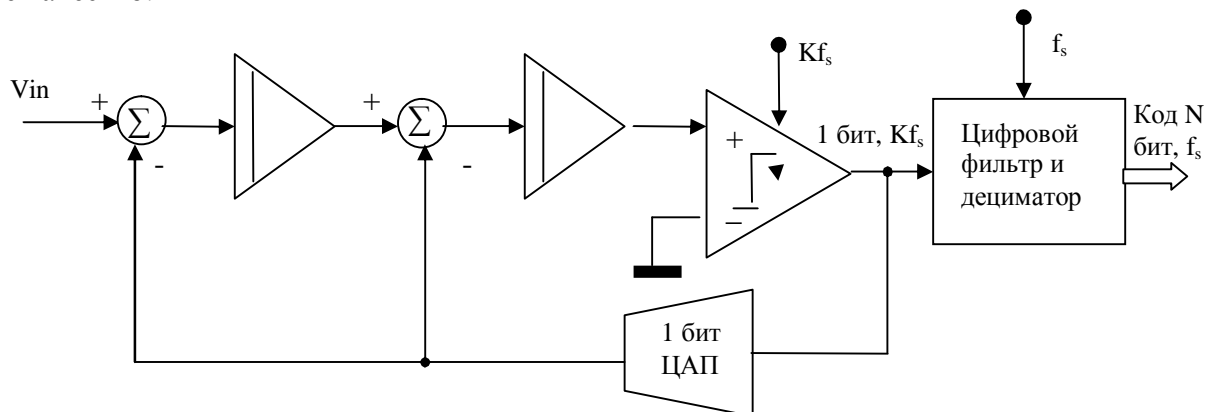 Vin
+
∑
-
+
∑
-
Kfs
+
−
1 бит, Kfs
fs
Цифровой
фильтр и
дециматор
Код N
бит, fs
1 бит
ЦАП